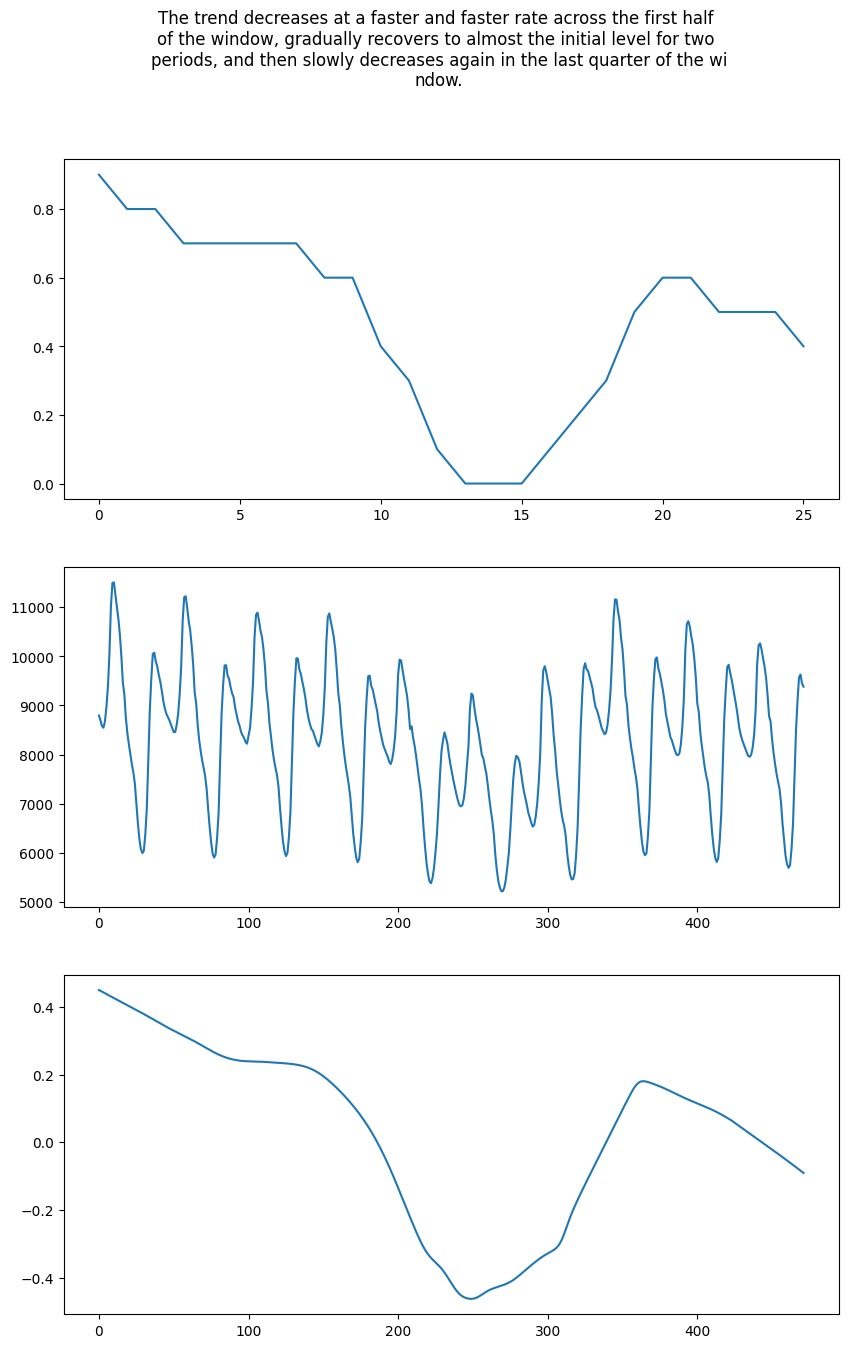 The trend decreases at a faster and faster rate across the first half
of the window, gradually recovers to almost the initial level for two
periods, and then slowly decreases again in the last quarter of the wi
ndow.
0.8
0.6
0.4
0.2
0.0
0 5 10 15 20 25
11000
10000
9000
8000
7000
6000
5000
0 100 200 300 400
0.4
0.2
0.0
−0.2
−0.4
0 100 200 300 400